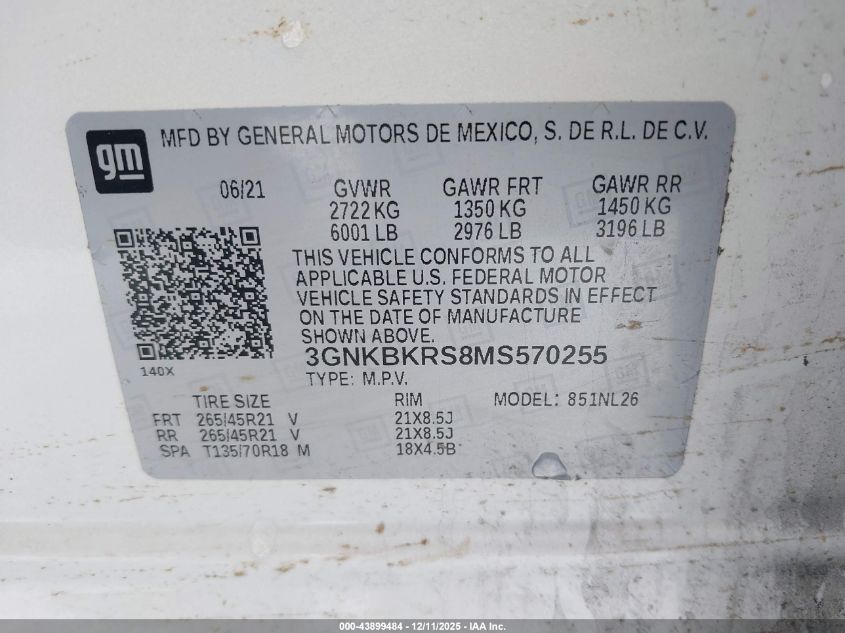 gm
MFD BY GENERAL MOTORS DE MEXICO, S. DE R.L. DE C.V.
06/21 GVWR GAWR FRT GAWR RR
2722 KG 1350 KG 1450 KG
6001 LB 2976 LB 3196 LB
THIS VEHICLE CONFORMS TO ALL
APPLICABLE U.S. FEDERAL MOTOR
VEHICLE SAFETY STANDARDS IN EFFECT
ON THE DATE OF MANUFACTURE
SHOWN ABOVE.
3GNKBKRS8MS570255
140X
TYPE: M.P.V.
TIRE SIZE RIM MODEL: 851NL26
FRT 265/45R21 V 21X8.5J
RR 265/45R21 V 21X8.5J
SPA T135/70R18 M 18X4.5B
000-43899484 - 12/11/2025 - IAA Inc.